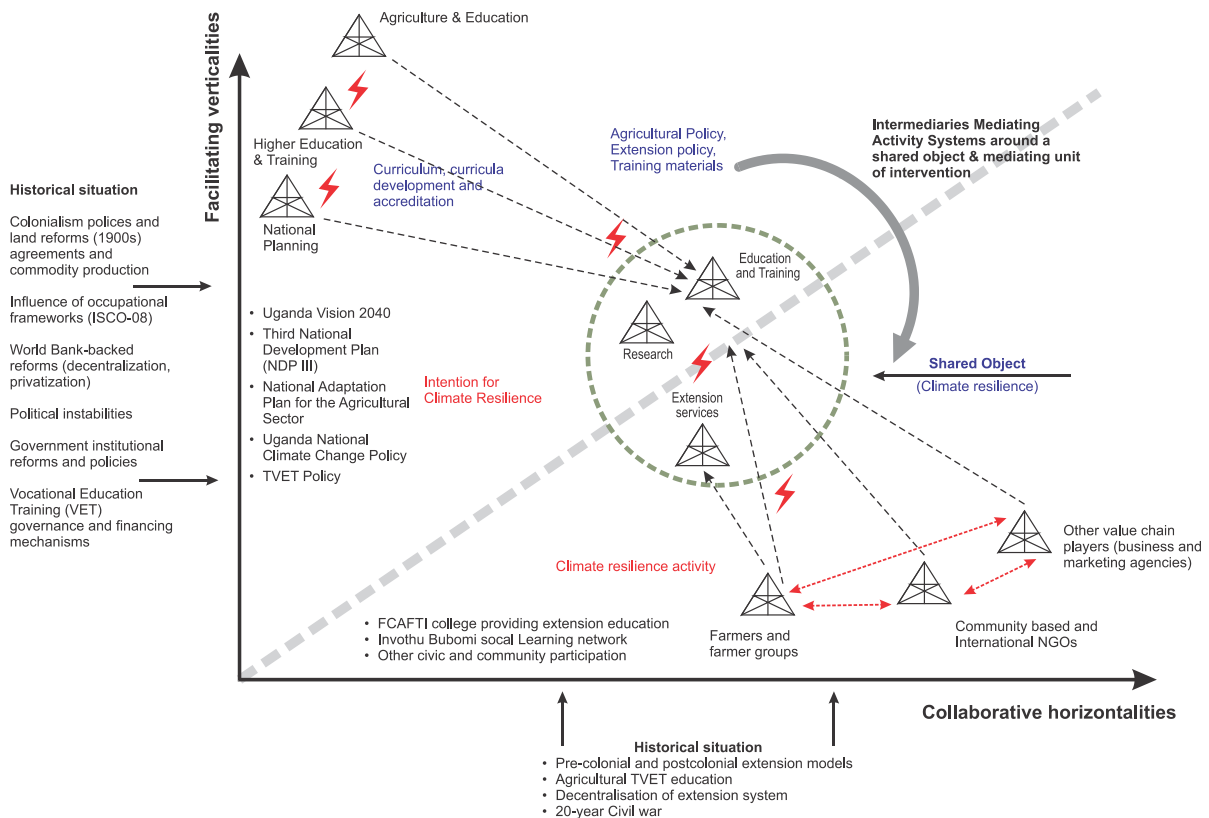 Agriculture & Education
Facilitating verticalities
Higher Education
& Training
National
Planning
Curriculum, curricula
development and
accreditation
Agricultural Policy,
Extension policy,
Training materials
Intermediaries Mediating
Activity Systems around a
shared object & mediating unit
of intervention
Historical situation
Colonialism polices and
land reforms (1900s)
agreements and
commodity production
Influence of occupational
frameworks (ISCO-08)
World Bank-backed
reforms (decentralization,
privatization)
Political instabilities
Government institutional
reforms and policies
Vocational Education
Training (VET)
governance and financing
mechanisms
• Uganda Vision 2040
• Third National
Development Plan
(NDP III)
• National Adaptation
Plan for the Agricultural
Sector
• Uganda National
Climate Change Policy
• TVET Policy
Intention for
Climate Resilience
Education
and Training
Research
Extension
services
Shared Object
(Climate resilience)
Climate resilience activity
• FCAFTI college providing extension education
• Invothu Bubomi socal Learning network
• Other civic and community participation
Farmers and
farmer groups
Community based and
International NGOs
Other value chain
players (business and
marketing agencies)
Collaborative horizontalities
Historical situation
• Pre-colonial and postcolonial extension models
• Agricultural TVET education
• Decentralisation of extension system
• 20-year Civil war